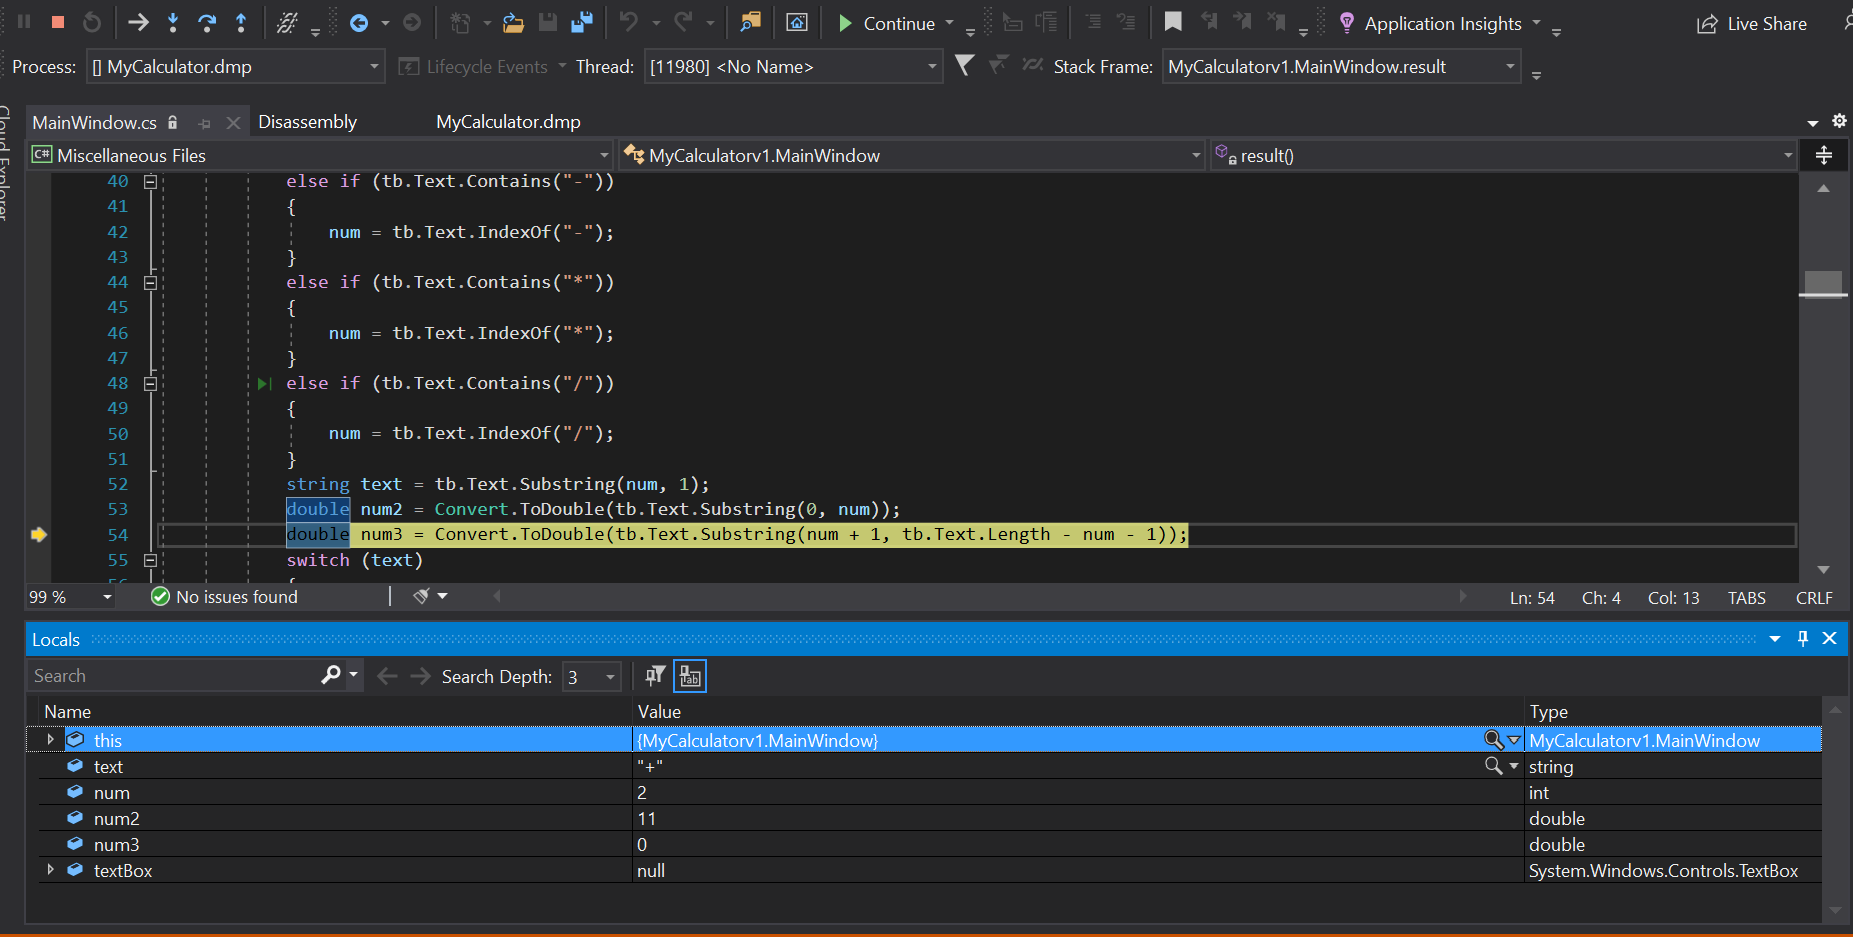 Continue
Application Insights
Live Share
Process: [] MyCalculator.dmp Lifecycle Events Thread: [11980] <No Name> Stack Frame: MyCalculatorv1.MainWindow.result
Cloud Explorer
MainWindow.cs Disassembly MyCalculator.dmp
C# Miscellaneous Files MyCalculatorv1.MainWindow result()
40 else if (tb.Text.Contains("-"))
41 {
42 num = tb.Text.IndexOf("-");
43 }
44 else if (tb.Text.Contains("*"))
45 {
46 num = tb.Text.IndexOf("*");
47 }
48 else if (tb.Text.Contains("/"))
49 {
50 num = tb.Text.IndexOf("/");
51 }
52 string text = tb.Text.Substring(num, 1);
53 double num2 = Convert.ToDouble(tb.Text.Substring(0, num));
54 double num3 = Convert.ToDouble(tb.Text.Substring(num + 1, tb.Text.Length - num - 1));
55 switch (text)
56 {
99 % No issues found Ln: 54 Ch: 4 Col: 13 TABS CRLF
Locals
Search Search Depth: 3
Name Value Type
this {MyCalculatorv1.MainWindow} MyCalculatorv1.MainWindow
text "+" string
num 2 int
num2 11 double
num3 0 double
textBox null System.Windows.Controls.TextBox